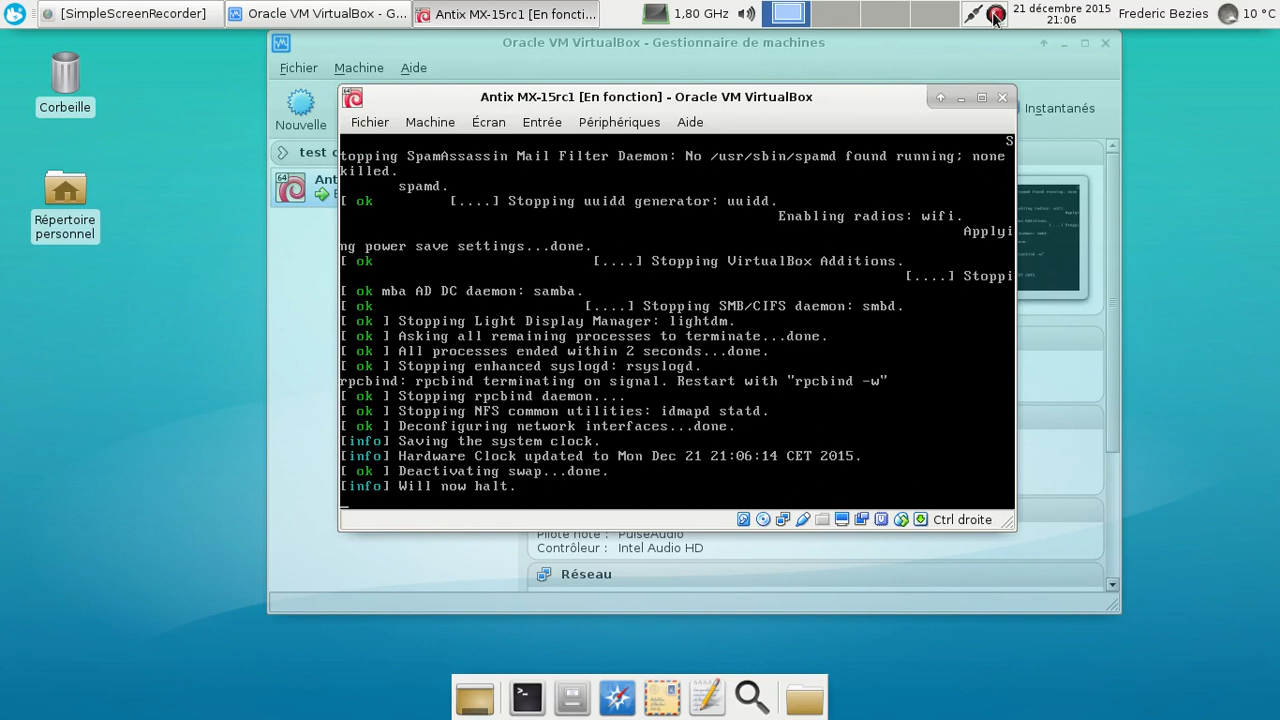 [SimpleScreenRecorder]
Oracle VM VirtualBox - G...
Antix MX-15rc1 [En foncti...
1,80 GHz
21 décembre 2015
21:06
Frederic Bezies
10 °C
Corbeille
Répertoire
personnel
Oracle VM VirtualBox - Gestionnaire de machines
Fichier Machine Aide
Nouvelle
Instantanés
test
Ant
Antix MX-15rc1 [En fonction] - Oracle VM VirtualBox
Fichier Machine Écran Entrée Périphériques Aide
S
topping SpamAssassin Mail Filter Daemon: No /usr/sbin/spamd found running; none
killed.
spamd.
[ ok [....] Stopping uuidd generator: uuidd.
Enabling radios: wifi.
Applyi
ng power save settings...done.
[ ok [....] Stopping VirtualBox Additions.
[....] Stoppi
[ ok mba AD DC daemon: samba.
[ ok [....] Stopping SMB/CIFS daemon: smbd.
[ ok ] Stopping Light Display Manager: lightdm.
[ ok ] Asking all remaining processes to terminate...done.
[ ok ] All processes ended within 2 seconds...done.
[ ok ] Stopping enhanced syslogd: rsyslogd.
rpcbind: rpcbind terminating on signal. Restart with "rpcbind -w"
[ ok ] Stopping rpcbind daemon....
[ ok ] Stopping NFS common utilities: idmapd statd.
[ ok ] Deconfiguring network interfaces...done.
[info] Saving the system clock.
[info] Hardware Clock updated to Mon Dec 21 21:06:14 CET 2015.
[ ok ] Deactivating swap...done.
[info] Will now halt.
Ctrl droite
Contrôleur : Intel Audio HD
Réseau